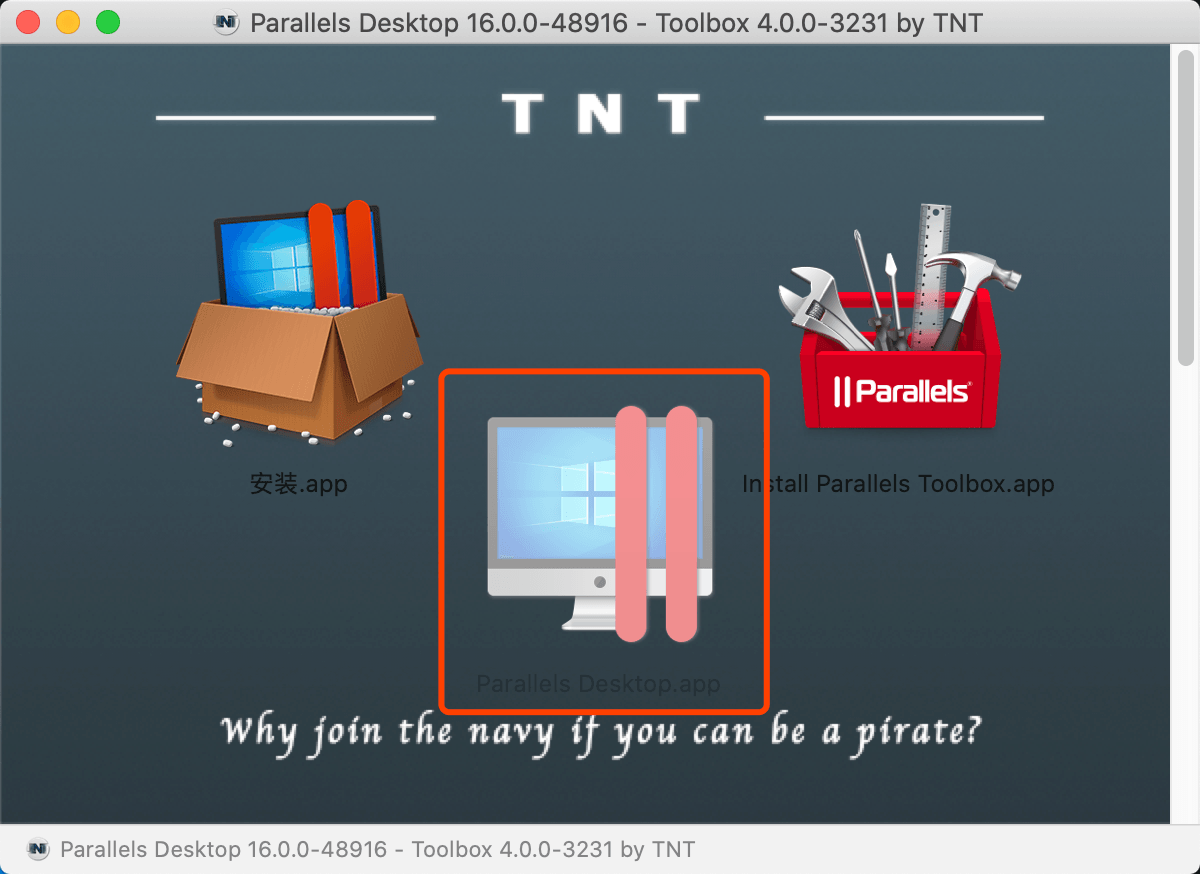 Parallels Desktop 16.0.0-48916 - Toolbox 4.0.0-3231 by TNT
TNT
Parallels
安装.app
Install Parallels Toolbox.app
Parallels Desktop.app
Why join the navy if you can be a pirate?
Parallels Desktop 16.0.0-48916 - Toolbox 4.0.0-3231 by TNT